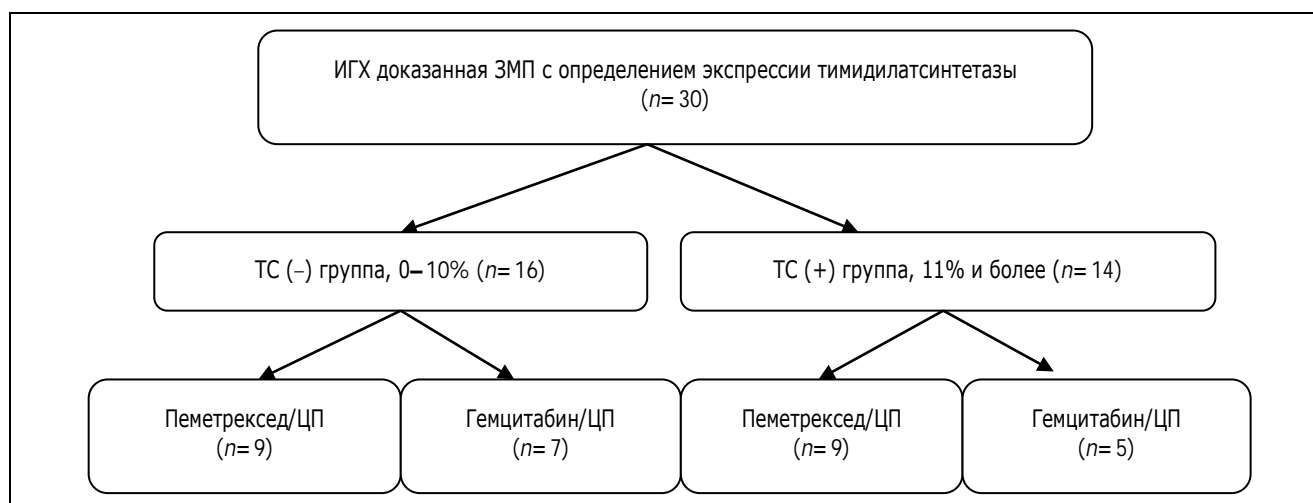 ИГХ доказанная ЗМП с определением экспрессии тимидилатсинтетазы
(n= 30)
ТС (–) группа, 0–10% (n= 16)
ТС (+) группа, 11% и более (n= 14)
Пеметрексед/ЦП
(n= 9)
Гемцитабин/ЦП
(n= 7)
Пеметрексед/ЦП
(n= 9)
Гемцитабин/ЦП
(n= 5)